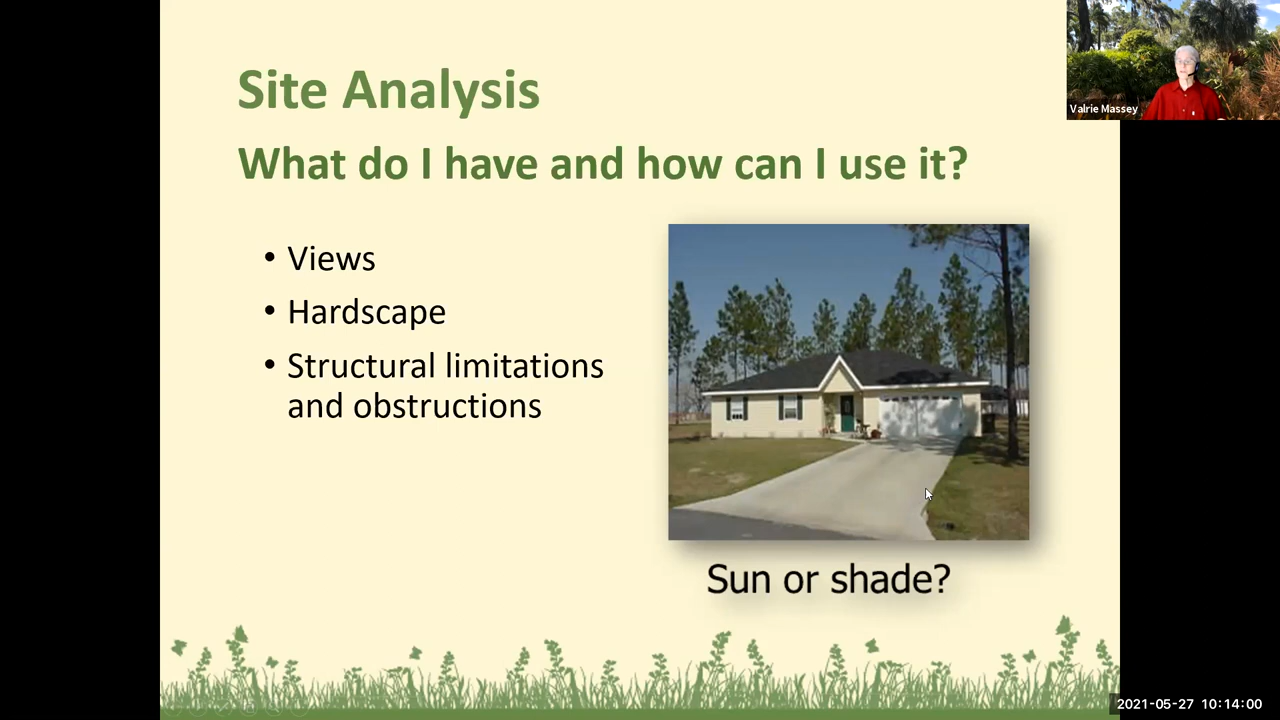 Site Analysis
What do I have and how can I use it?
• Views
• Hardscape
• Structural limitations
and obstructions
Sun or shade?
Valrie Massey
2021-05-27 10:14:00